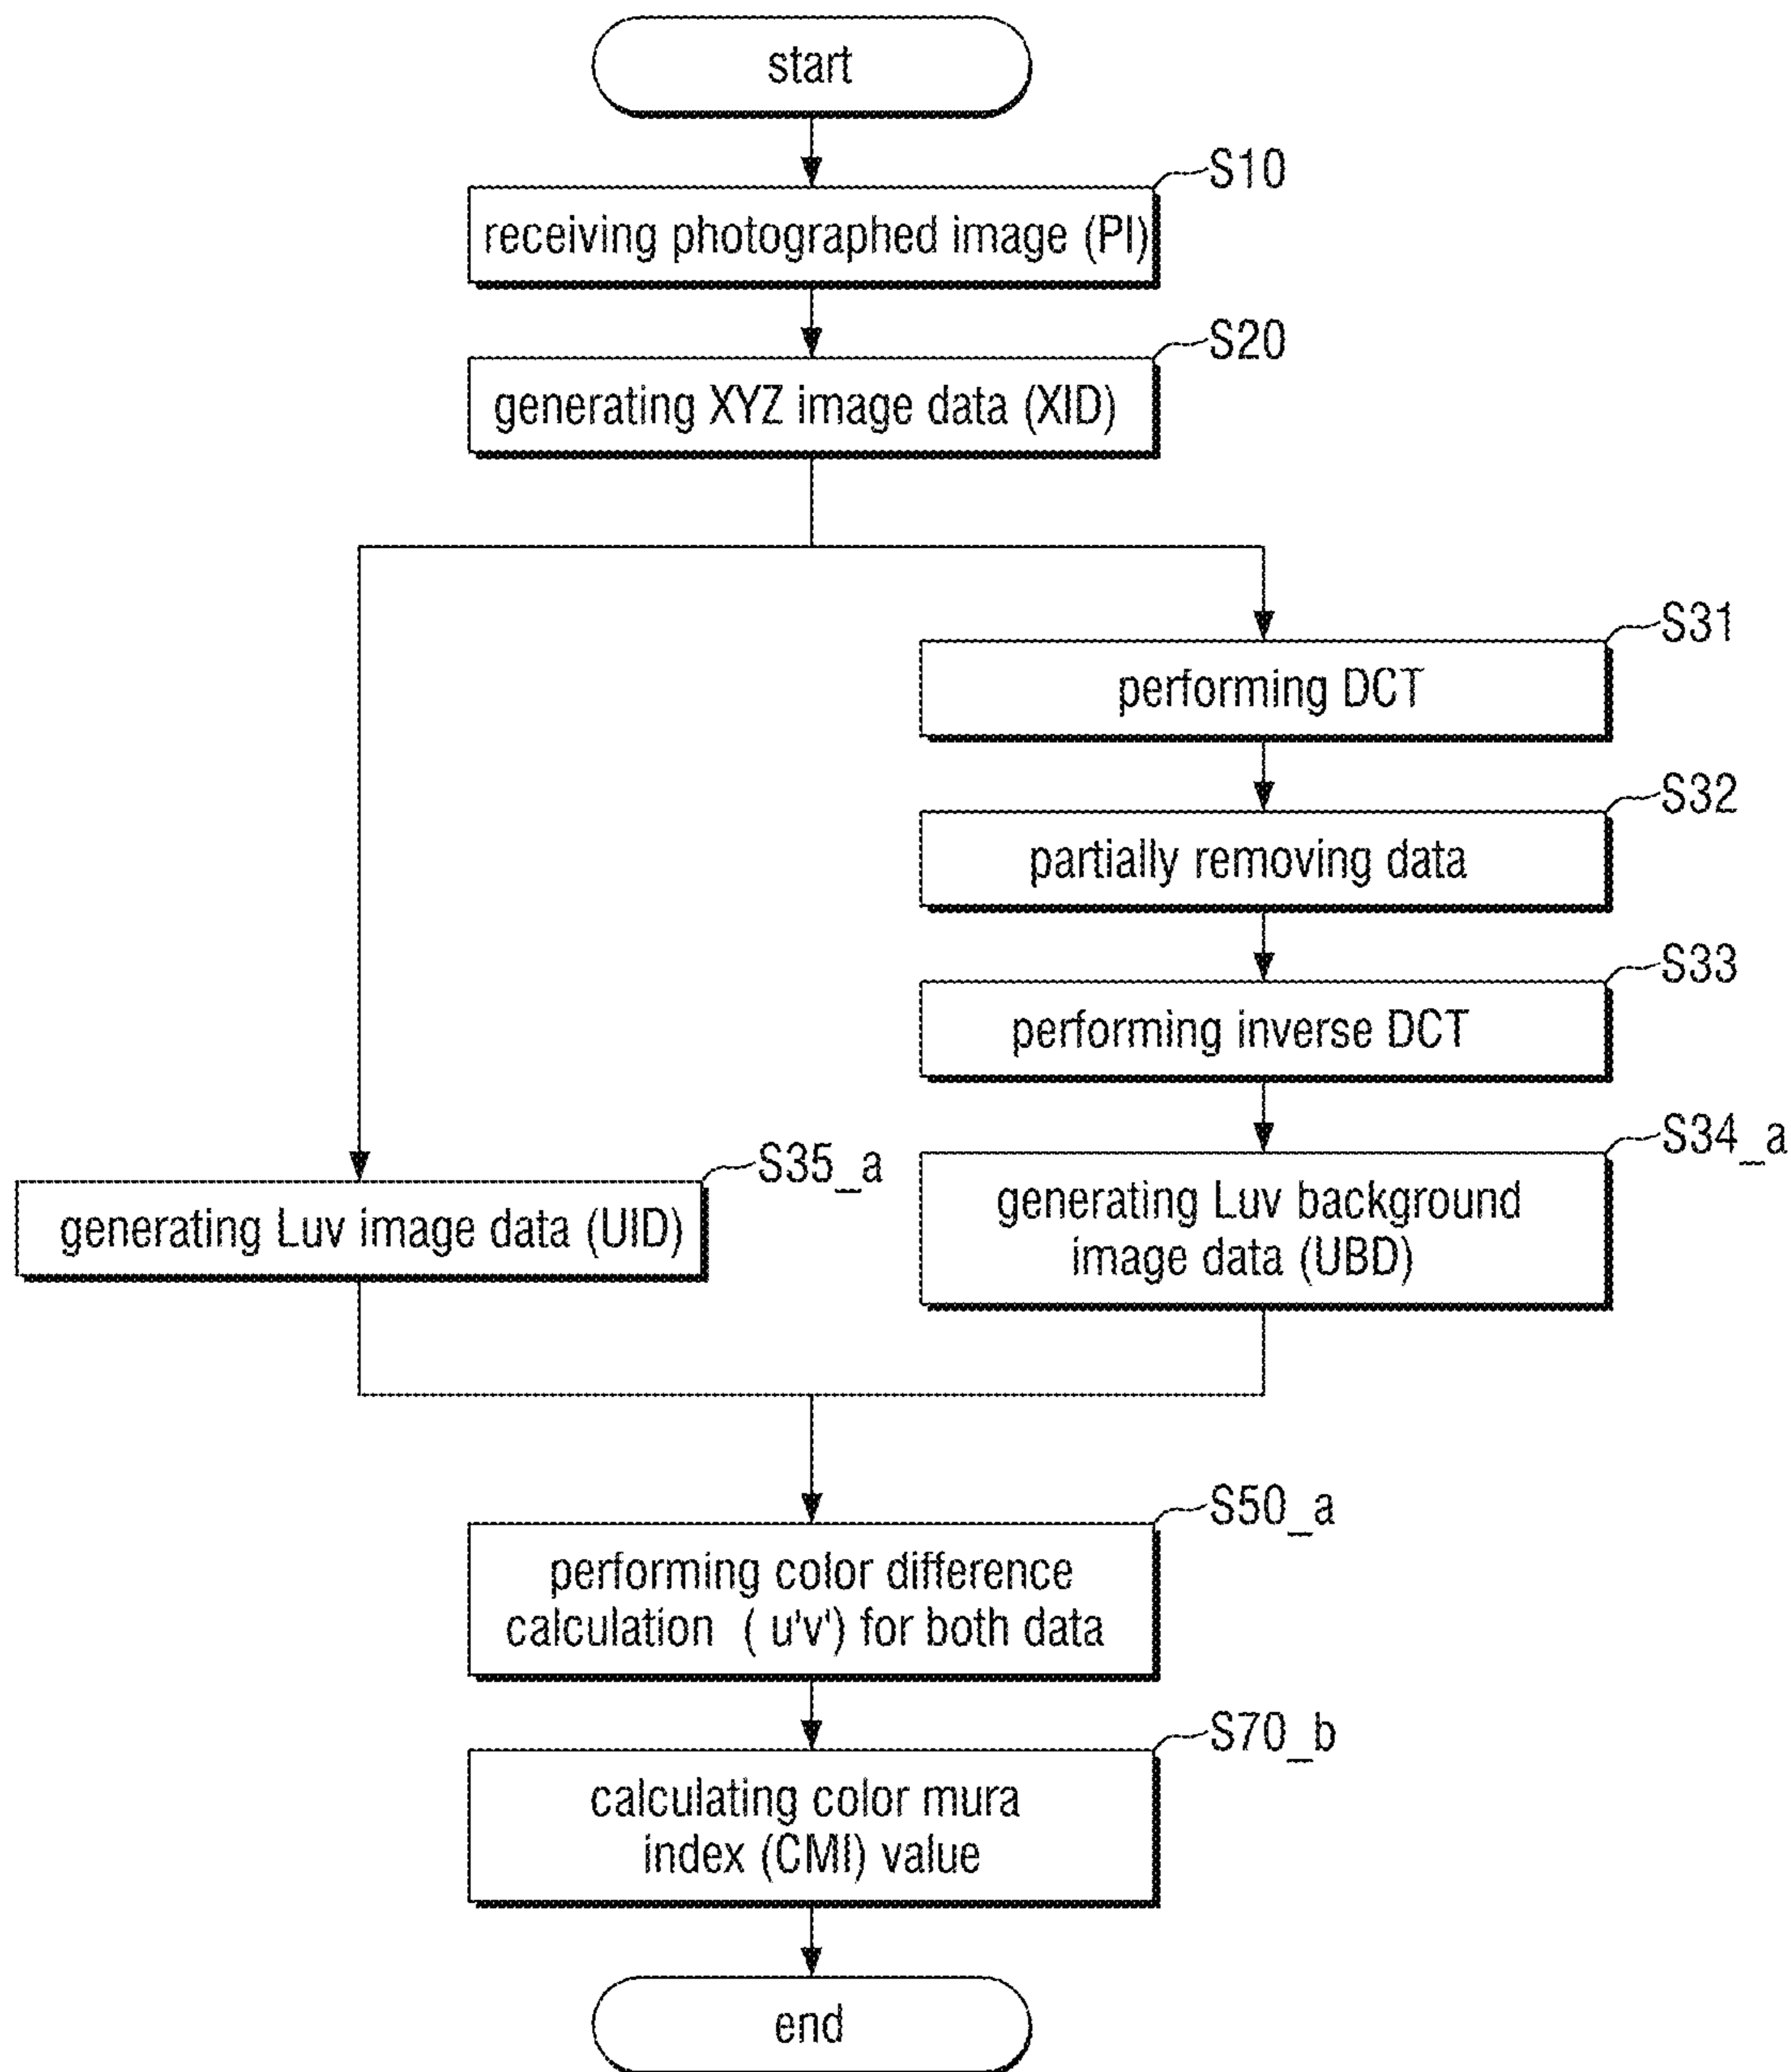 start
S10
receiving photographed image (PI)
S20
generating XYZ image data (XID)
S31
performing DCT
S32
partially removing data
S33
performing inverse DCT
S35_a
generating Luv image data (UID)
S34_a
generating Luv background
image data (UBD)
S50_a
performing color difference
calculation ( u'v') for both data
S70_b
calculating color mura
index (CMI) value
end